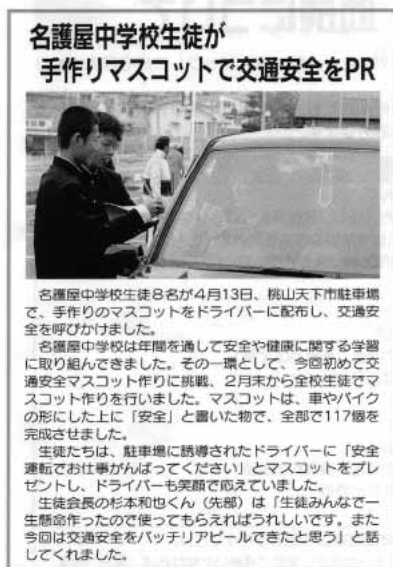 名護屋中学校生徒が
手作りマスコットで交通安全をPR
名護屋中学校生徒8名が4月13日、桃山天下市駐車場
で、手作りのマスコットをドライバーに配布し、交通安
全を呼びかけました。
名護屋中学校は年間を通して安全や健康に関する学習
に取り組んできました。その一環として、今回初めて交
通安全マスコット作りに挑戦、2月末から全校生徒でマ
スコット作りを行いました。マスコットは、車やバイク
の形にした上に「安全」と書いた物で、全部で117個を
完成させました。
生徒たちは、駐車場に誘導されたドライバーに「安全
運転でお仕事がんばってください」とマスコットをプレ
ゼントし、ドライバーも笑顔で応えていました。
生徒会長の杉本和也くん（先部）は「生徒みんなで一
生懸命作ったので使ってもらえればうれしいです。また
今回は交通安全をバッチリアピールできたと思う」と話
してくれました。